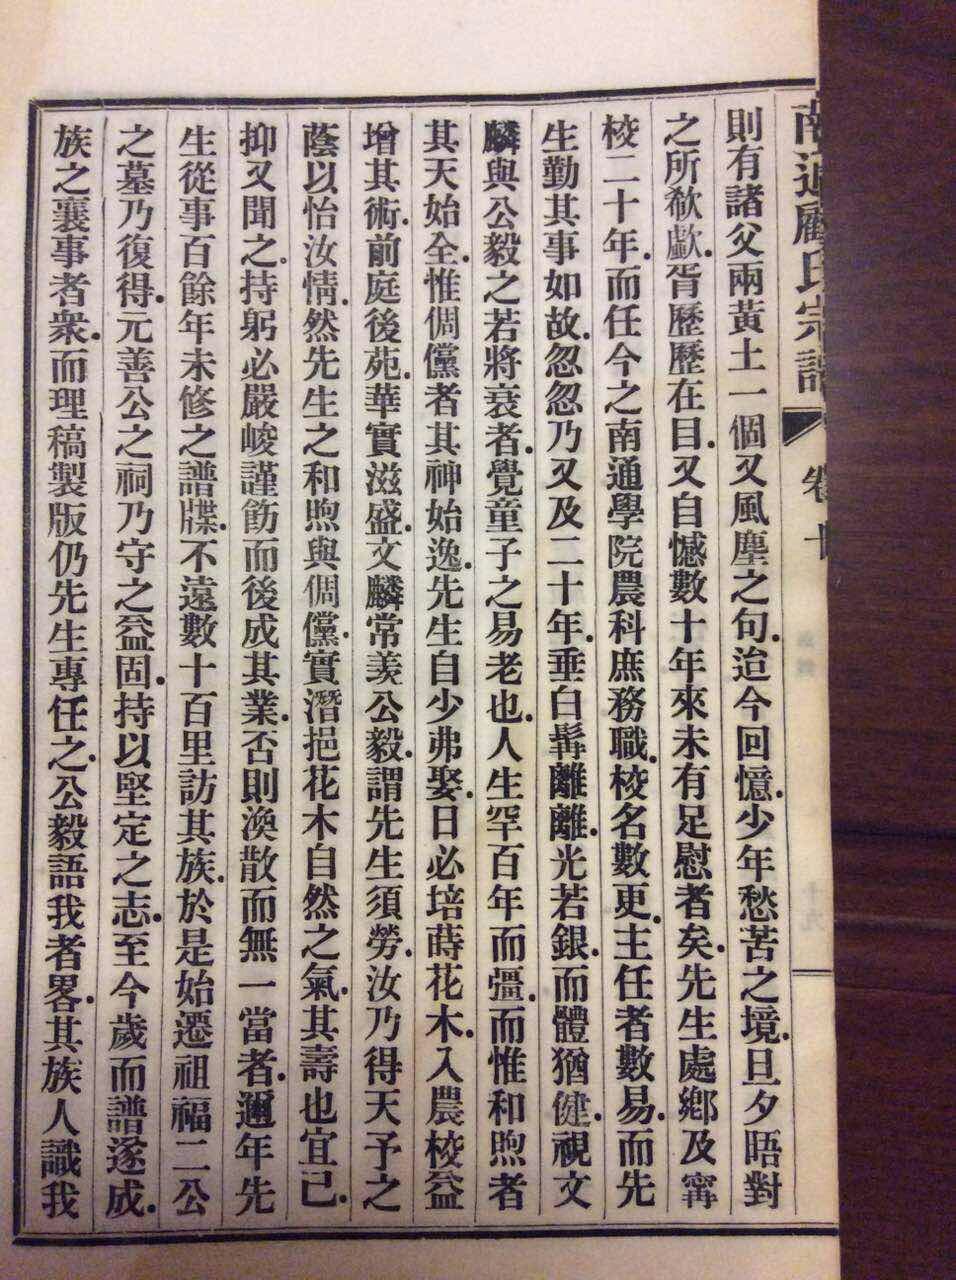 南通顧氏宗譜 卷十
則有諸父兩黃土一個又風塵之句.迨今回憶.少年愁苦之境.旦夕晤對
之所欷歔.胥歷歷在目.又自憾數十年來未有足慰者矣.先生處鄉及甯
校二十年.而任今之南通學院農科庶務職.校名數更.主任者數易.而先
生勤其事如故.忽忽乃又及二十年.垂白髯離離.光若銀.而體猶健.視文
麟與公毅之若將衰者.覺童子之易老也.人生罕百年而彊.而惟和煦者
其天始全.惟倜儻者其神始逸.先生自少弗娶.日必培蒔花木.入農校益
增其術.前庭後苑.華實滋盛.文麟常羨公毅.謂先生須勞.汝乃得天予之
蔭以怡汝情.然先生之和煦與倜儻.實潛挹花木自然之氣.其壽也宜已.
抑又聞之.持躬必嚴峻謹飭而後成其業.否則渙散而無一當者.邇年先
生從事百餘年未修之譜牒.不遠數十百里訪其族.於是始遷祖福二公
之墓乃復得.元善公之祠乃守之益固.持以堅定之志.至今歲而譜遂成.
族之襄事者衆.而理稿製版仍先生專任之.公毅語我者畧.其族人識我